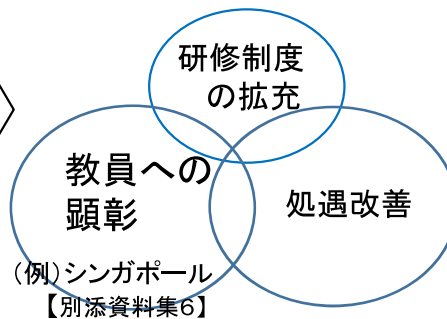 研修制度
の拡充
教員への
顕彰
処遇改善
(例)シンガポール
【別添資料集6】